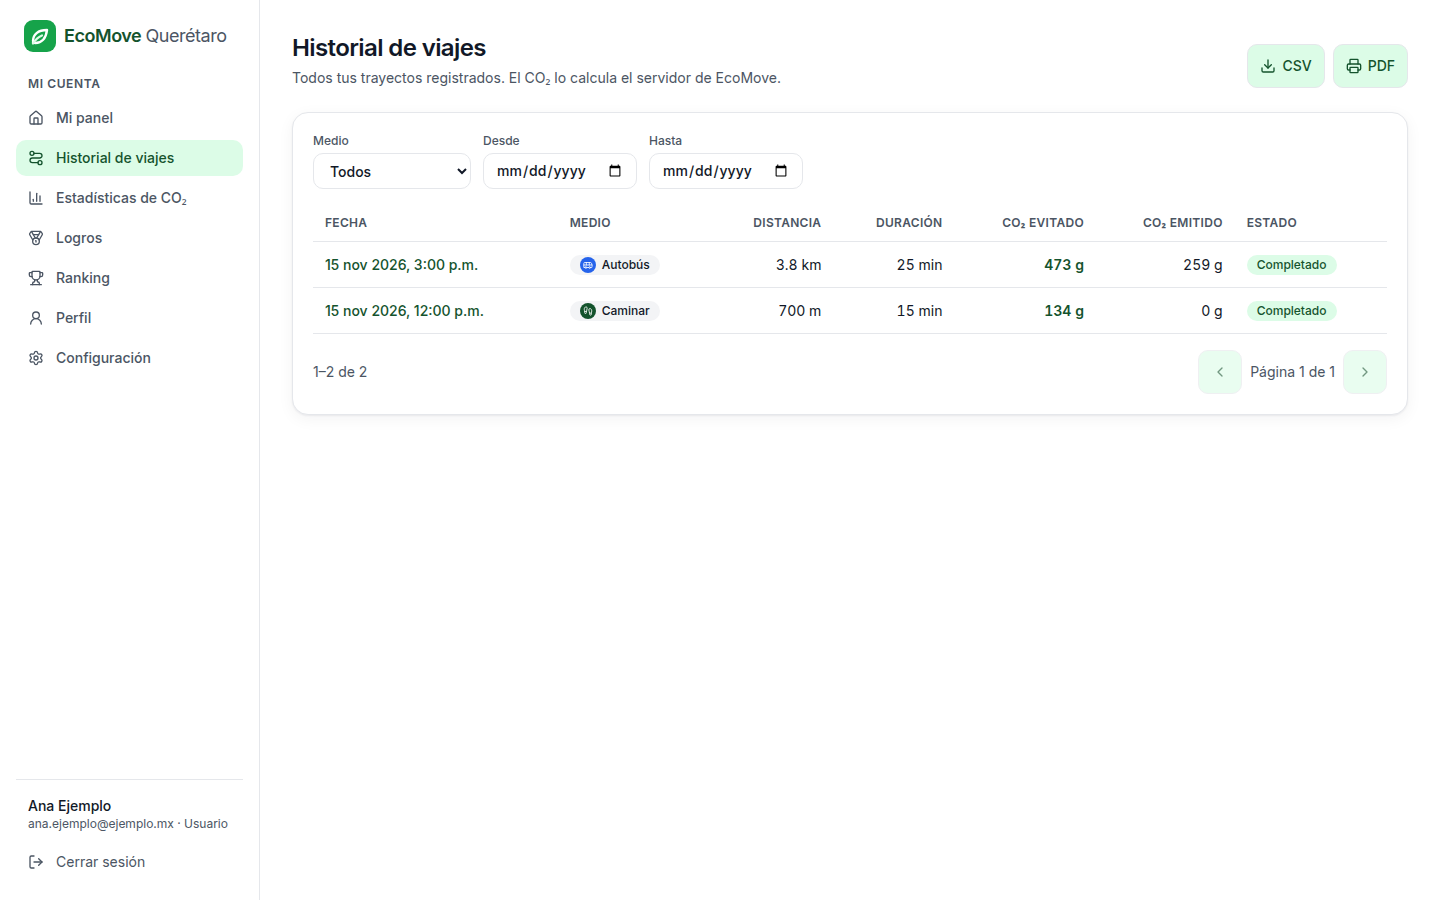 EcoMove Querétaro
MI CUENTA
Mi panel
Historial de viajes
Estadísticas de CO₂
Logros
Ranking
Perfil
Configuración
Ana Ejemplo
ana.ejemplo@ejemplo.mx · Usuario
Cerrar sesión
Historial de viajes
Todos tus trayectos registrados. El CO₂ lo calcula el servidor de EcoMove.
CSV PDF
Medio Desde Hasta
Todos mm/dd/yyyy mm/dd/yyyy
FECHA MEDIO DISTANCIA DURACIÓN CO₂ EVITADO CO₂ EMITIDO ESTADO
15 nov 2026, 3:00 p.m. Autobús 3.8 km 25 min 473 g 259 g Completado
15 nov 2026, 12:00 p.m. Caminar 700 m 15 min 134 g 0 g Completado
1–2 de 2 Página 1 de 1